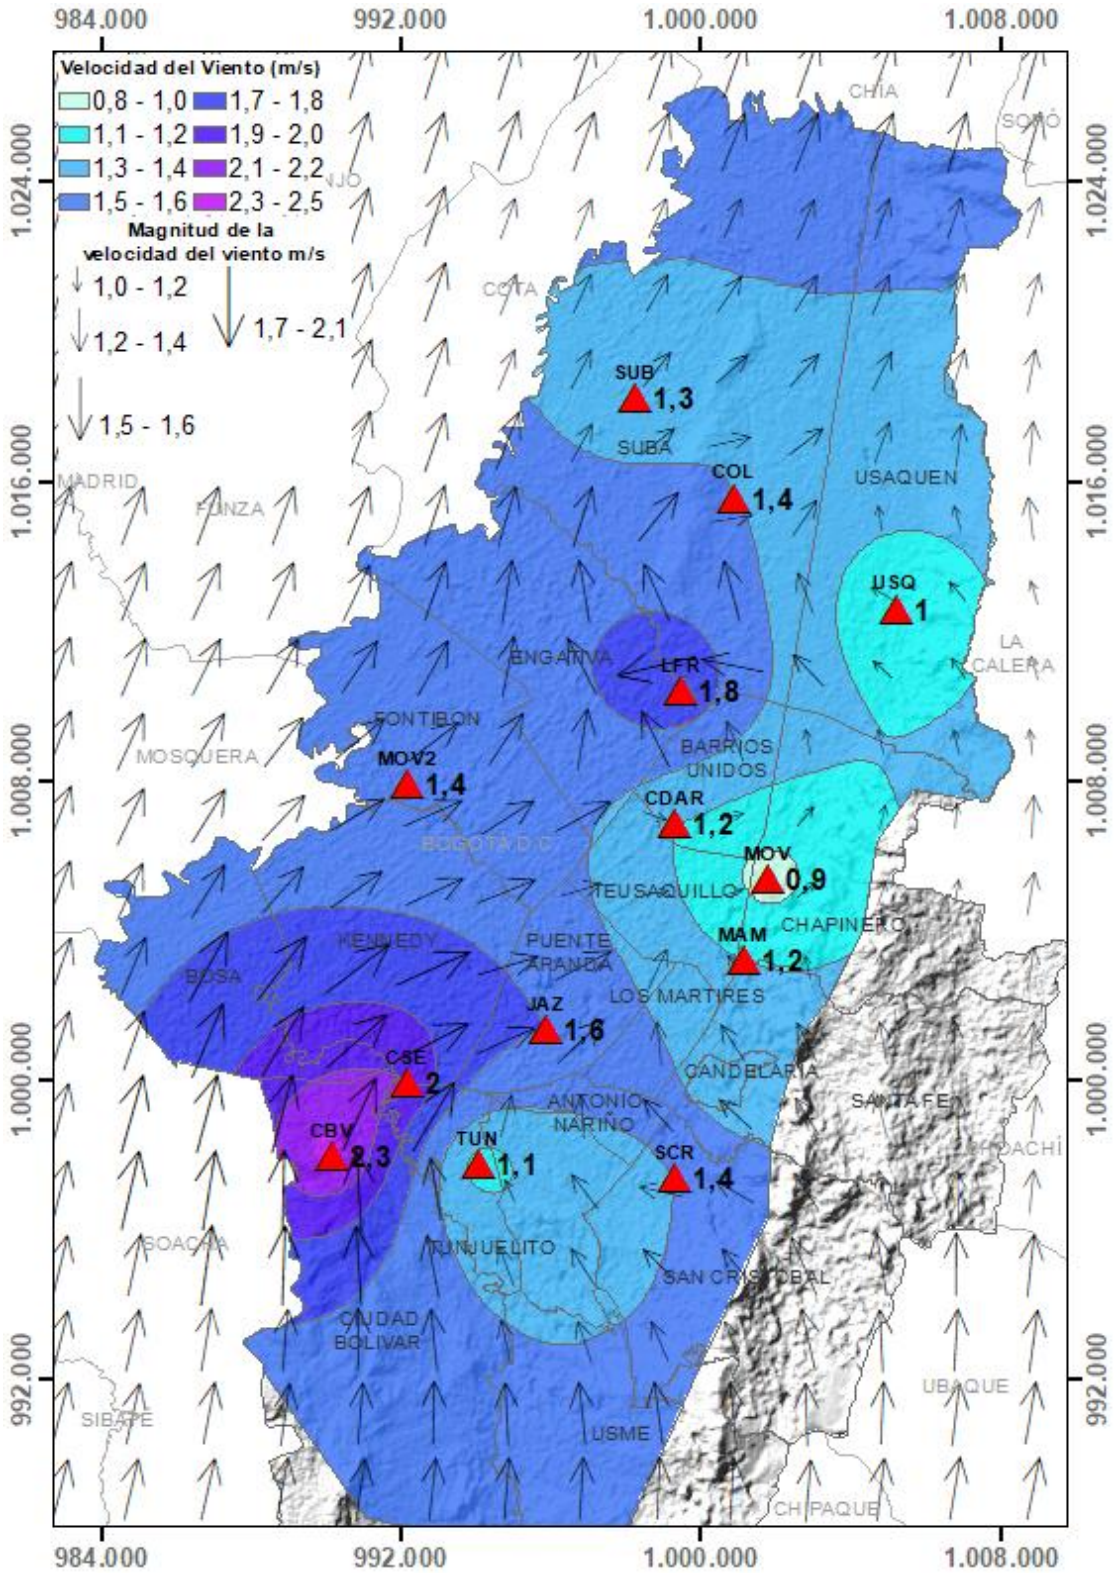 984.000 992.000 1.000.000 1.008.000
Velocidad del Viento (m/s)
0,8 - 1,0 1,7 - 1,8
1,1 - 1,2 1,9 - 2,0
1,3 - 1,4 2,1 - 2,2
1,5 - 1,6 2,3 - 2,5
Magnitud de la
velocidad del viento m/s
1,0 - 1,2
1,2 - 1,4
1,7 - 2,1
1,5 - 1,6
CHÍA
SOPÓ
NJO
1.024.000
1.024.000
COTA
SUB
1,3
SUBA
COL
1,4
USAQUEN
1.016.000
1.016.000
MADRID
FUNZA
USQ
1
LA
CALERA
ENGATIVA
LFR
1,8
FONTIBON
MOSQUERA
BARRIOS
UNIDOS
MOV2
1,4
1.008.000
1.008.000
CDAR
1,2
BOGOTÁ D.C
MOV
0,9
TEUSAQUILLO
CHAPINERO
KENNEDY
PUENTE
ARANDA
MAM
1,2
BOSA
LOS MARTIRES
JAZ
1,6
CSE
2
CANDELARIA
1.000.000
1.000.000
ANTONIO
NARIÑO
SANTA FE
CBV
2,3
TUN
1,1
SCR
1,4
CHOACHÍ
SOACHA
TUNJUELITO
SAN CRISTOBAL
CIUDAD
BOLIVAR
992.000
992.000
UBAQUE
SIBATE
USME
CHIPAQUE
984.000 992.000 1.000.000 1.008.000